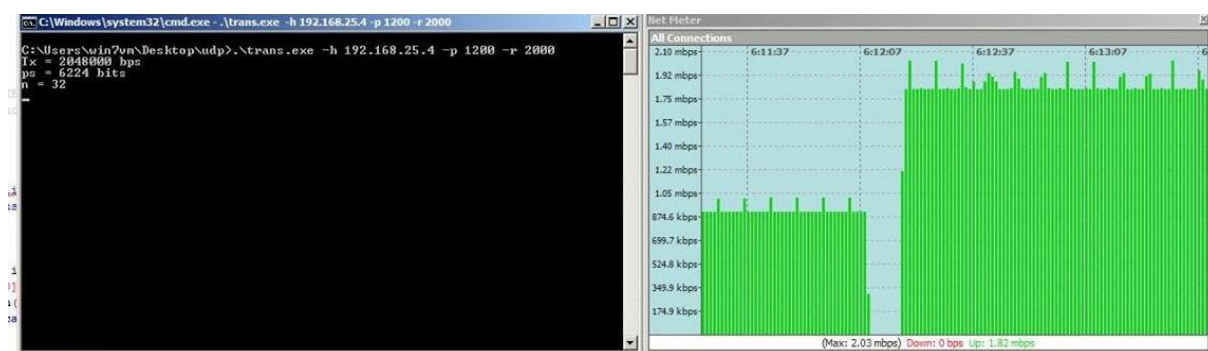 C:\Windows\system32\cmd.exe - .\trans.exe -h 192.168.25.4 -p 1200 -r 2000
C:\Users\win7vm\Desktop\udp>.\trans.exe -h 192.168.25.4 -p 1200 -r 2000
Tx = 2048000 bps
ps = 6224 bits
n = 32
Net Meter
All Connections
2.10 mbps
6:11:37
6:12:07
6:12:37
6:13:07
6
1.92 mbps
1.75 mbps
1.57 mbps
1.40 mbps
1.22 mbps
1.05 mbps
874.6 kbps
699.7 kbps
524.8 kbps
349.9 kbps
174.9 kbps
(Max: 2.03 mbps) Down: 0 bps Up: 1.82 mbps